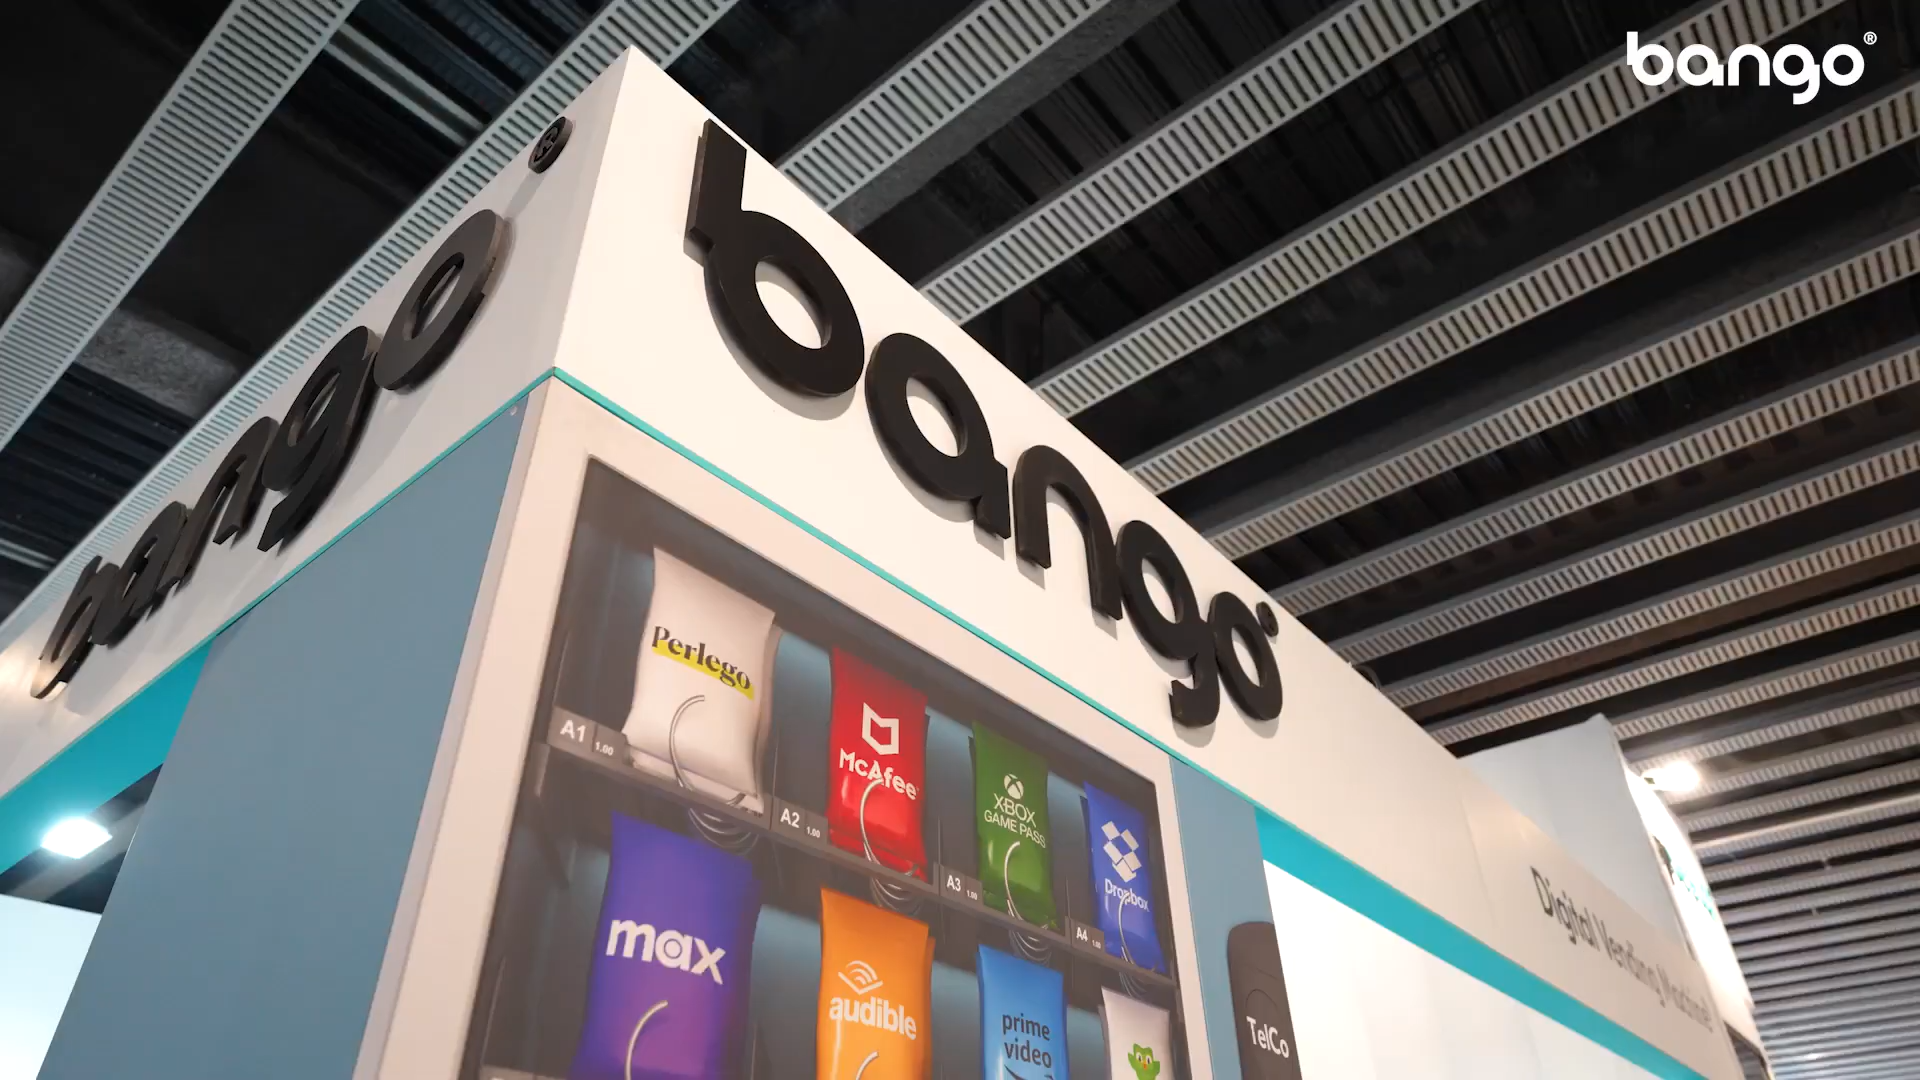 bango®
bango®
bango®
Perlego
A1 1.00
McAfee
A2 1.00
XBOX
GAME PASS
A3 1.00
Dropbox
A4 1.00
max
audible
prime
video
TelCo
Digital Vending Machine®